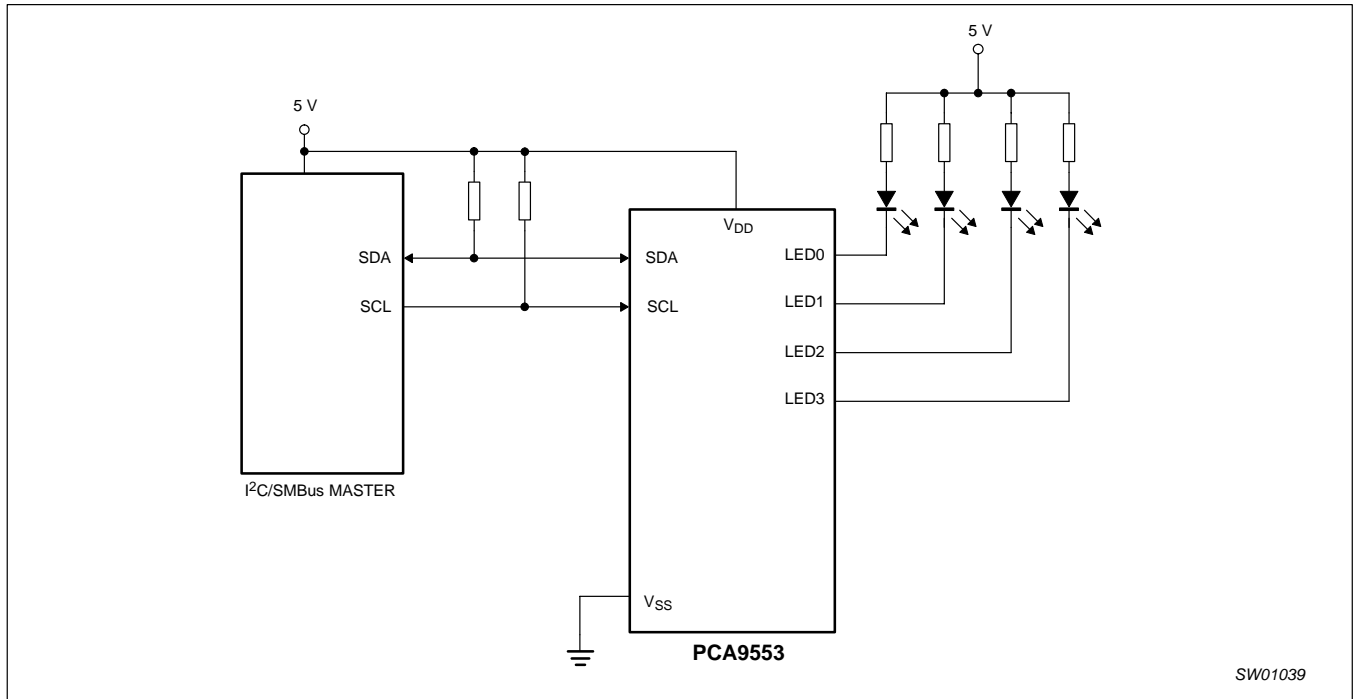 5 V
5 V
VDD
SDA
SDA
LED0
SCL
SCL
LED1
LED2
LED3
I²C/SMBus MASTER
VSS
PCA9553
SW01039